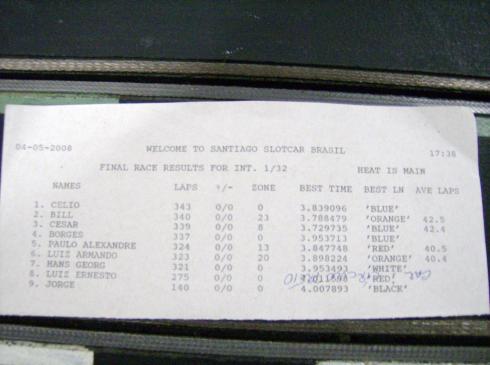 04-05-2008 WELCOME TO SANTIAGO SLOTCAR BRASIL 17:38
FINAL RACE RESULTS FOR INT. 1/32 HEAT IS MAIN
NAMES LAPS +/- ZONE BEST TIME BEST LN AVE LAPS
1. CELIO 343 0/0 0 3.839096 'BLUE'
2. BILL 340 0/0 23 3.788479 'ORANGE' 42.5
3. CESAR 339 0/0 8 3.729735 'BLUE' 42.4
4. BORGES 337 0/0 0 3.953713 'BLUE'
5. PAULO ALEXANDRE 324 0/0 13 3.847748 'RED' 40.5
6. LUIZ ARMANDO 323 0/0 20 3.898224 'ORANGE' 40.4
7. HANS GEORG 321 0/0 0 3.953493 'WHITE'
8. LUIZ ERNESTO 275 0/0 0 'RED'
9. JORGE 140 0/0 0 4.007893 'BLACK'